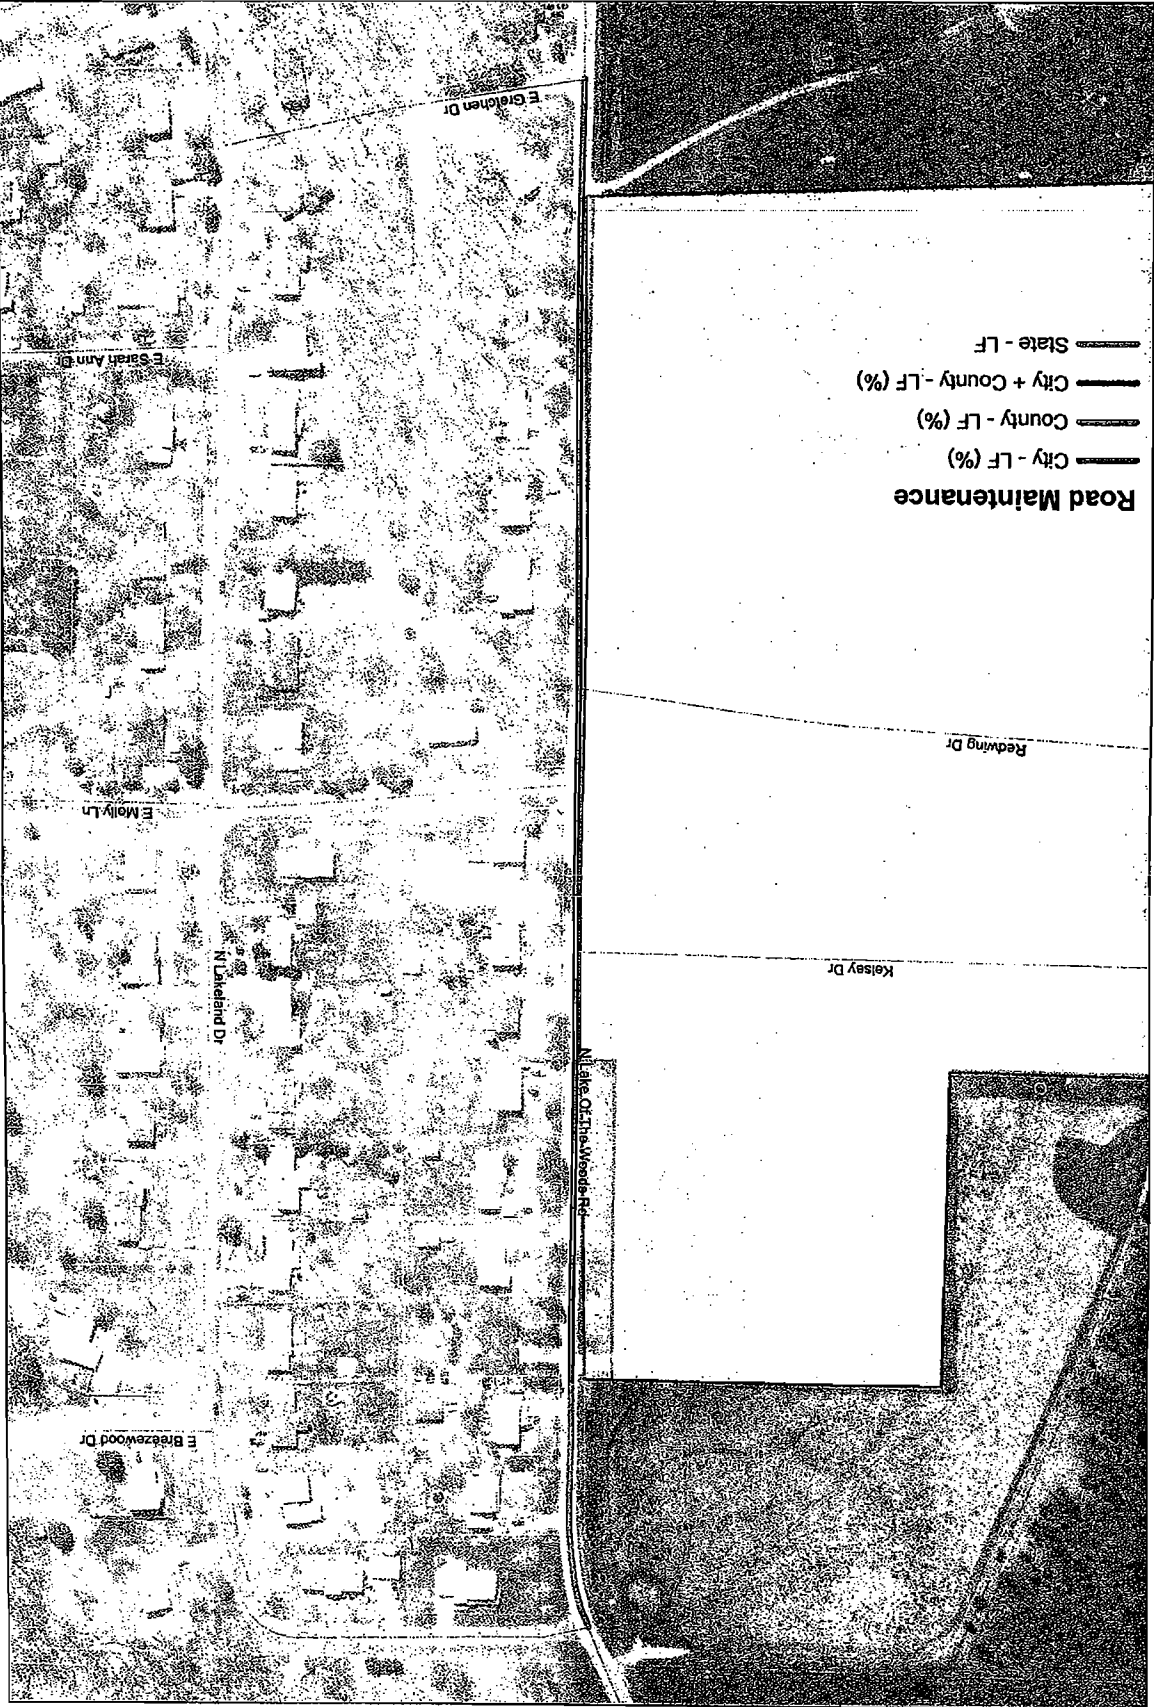 E Breezewood Dr
N Lake Of The Woods Rd
N Lakeland Dr
Kelsay Dr
E Molly Ln
Redwing Dr
Road Maintenance
City - LF (%)
County - LF (%)
City + County - LF (%)
State - LF
E Sarah Ann Dr
E Gretchen Dr